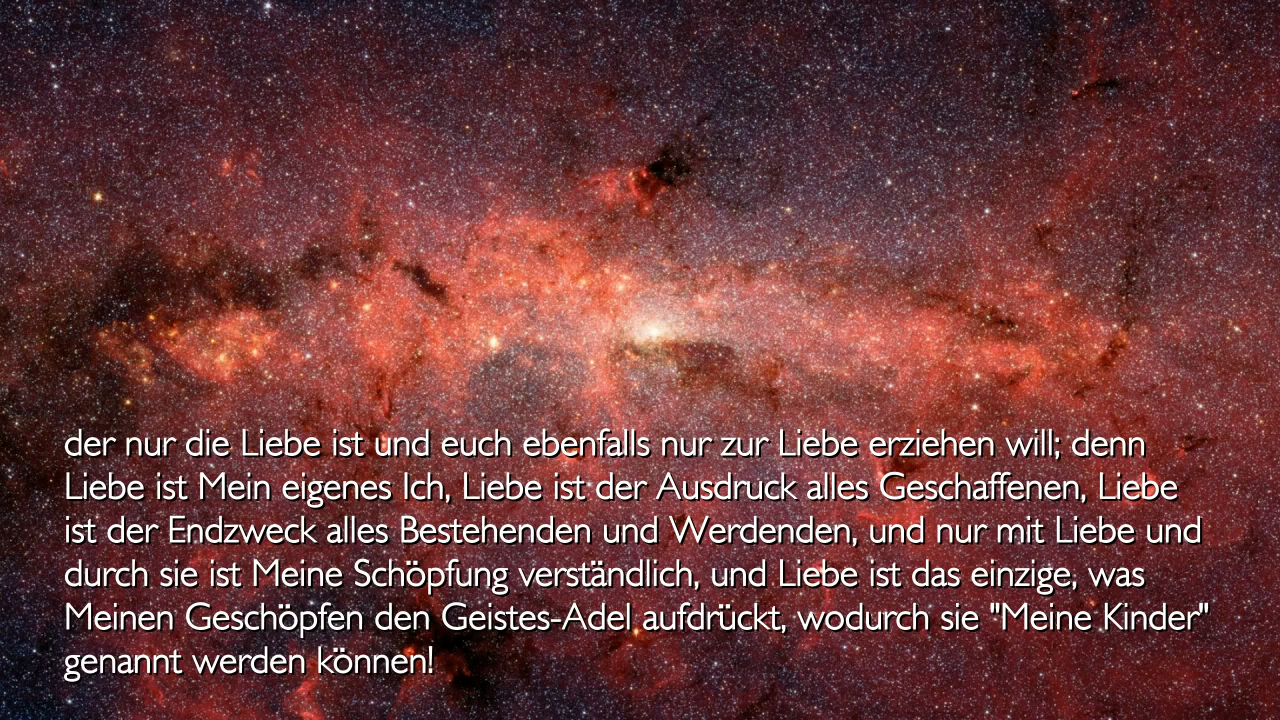 der nur die Liebe ist und euch ebenfalls nur zur Liebe erziehen will; denn
Liebe ist Mein eigenes Ich, Liebe ist der Ausdruck alles Geschaffenen, Liebe
ist der Endzweck alles Bestehenden und Werdenden, und nur mit Liebe und
durch sie ist Meine Schöpfung verständlich, und Liebe ist das einzige, was
Meinen Geschöpfen den Geistes-Adel aufdrückt, wodurch sie "Meine Kinder"
genannt werden können!